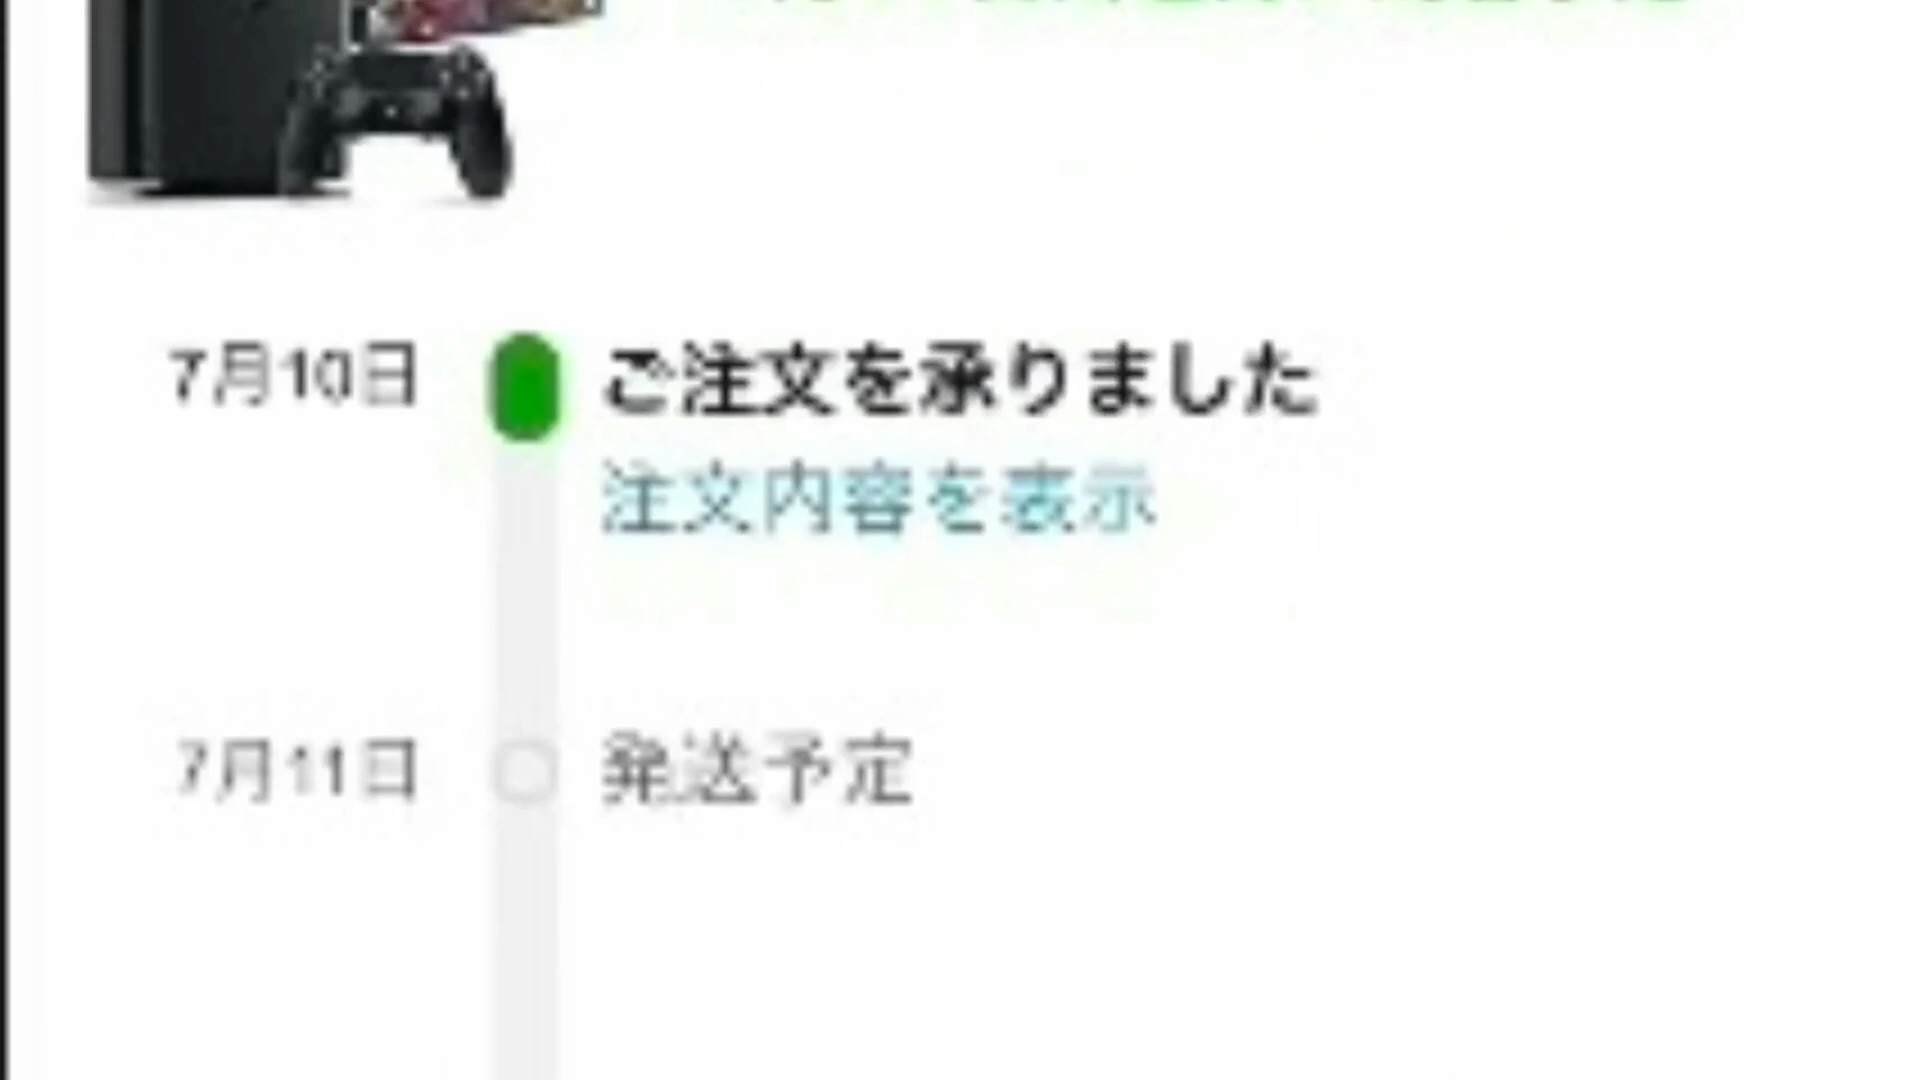 7月10日
ご注文を承りました
注文内容を表示
7月11日
発送予定